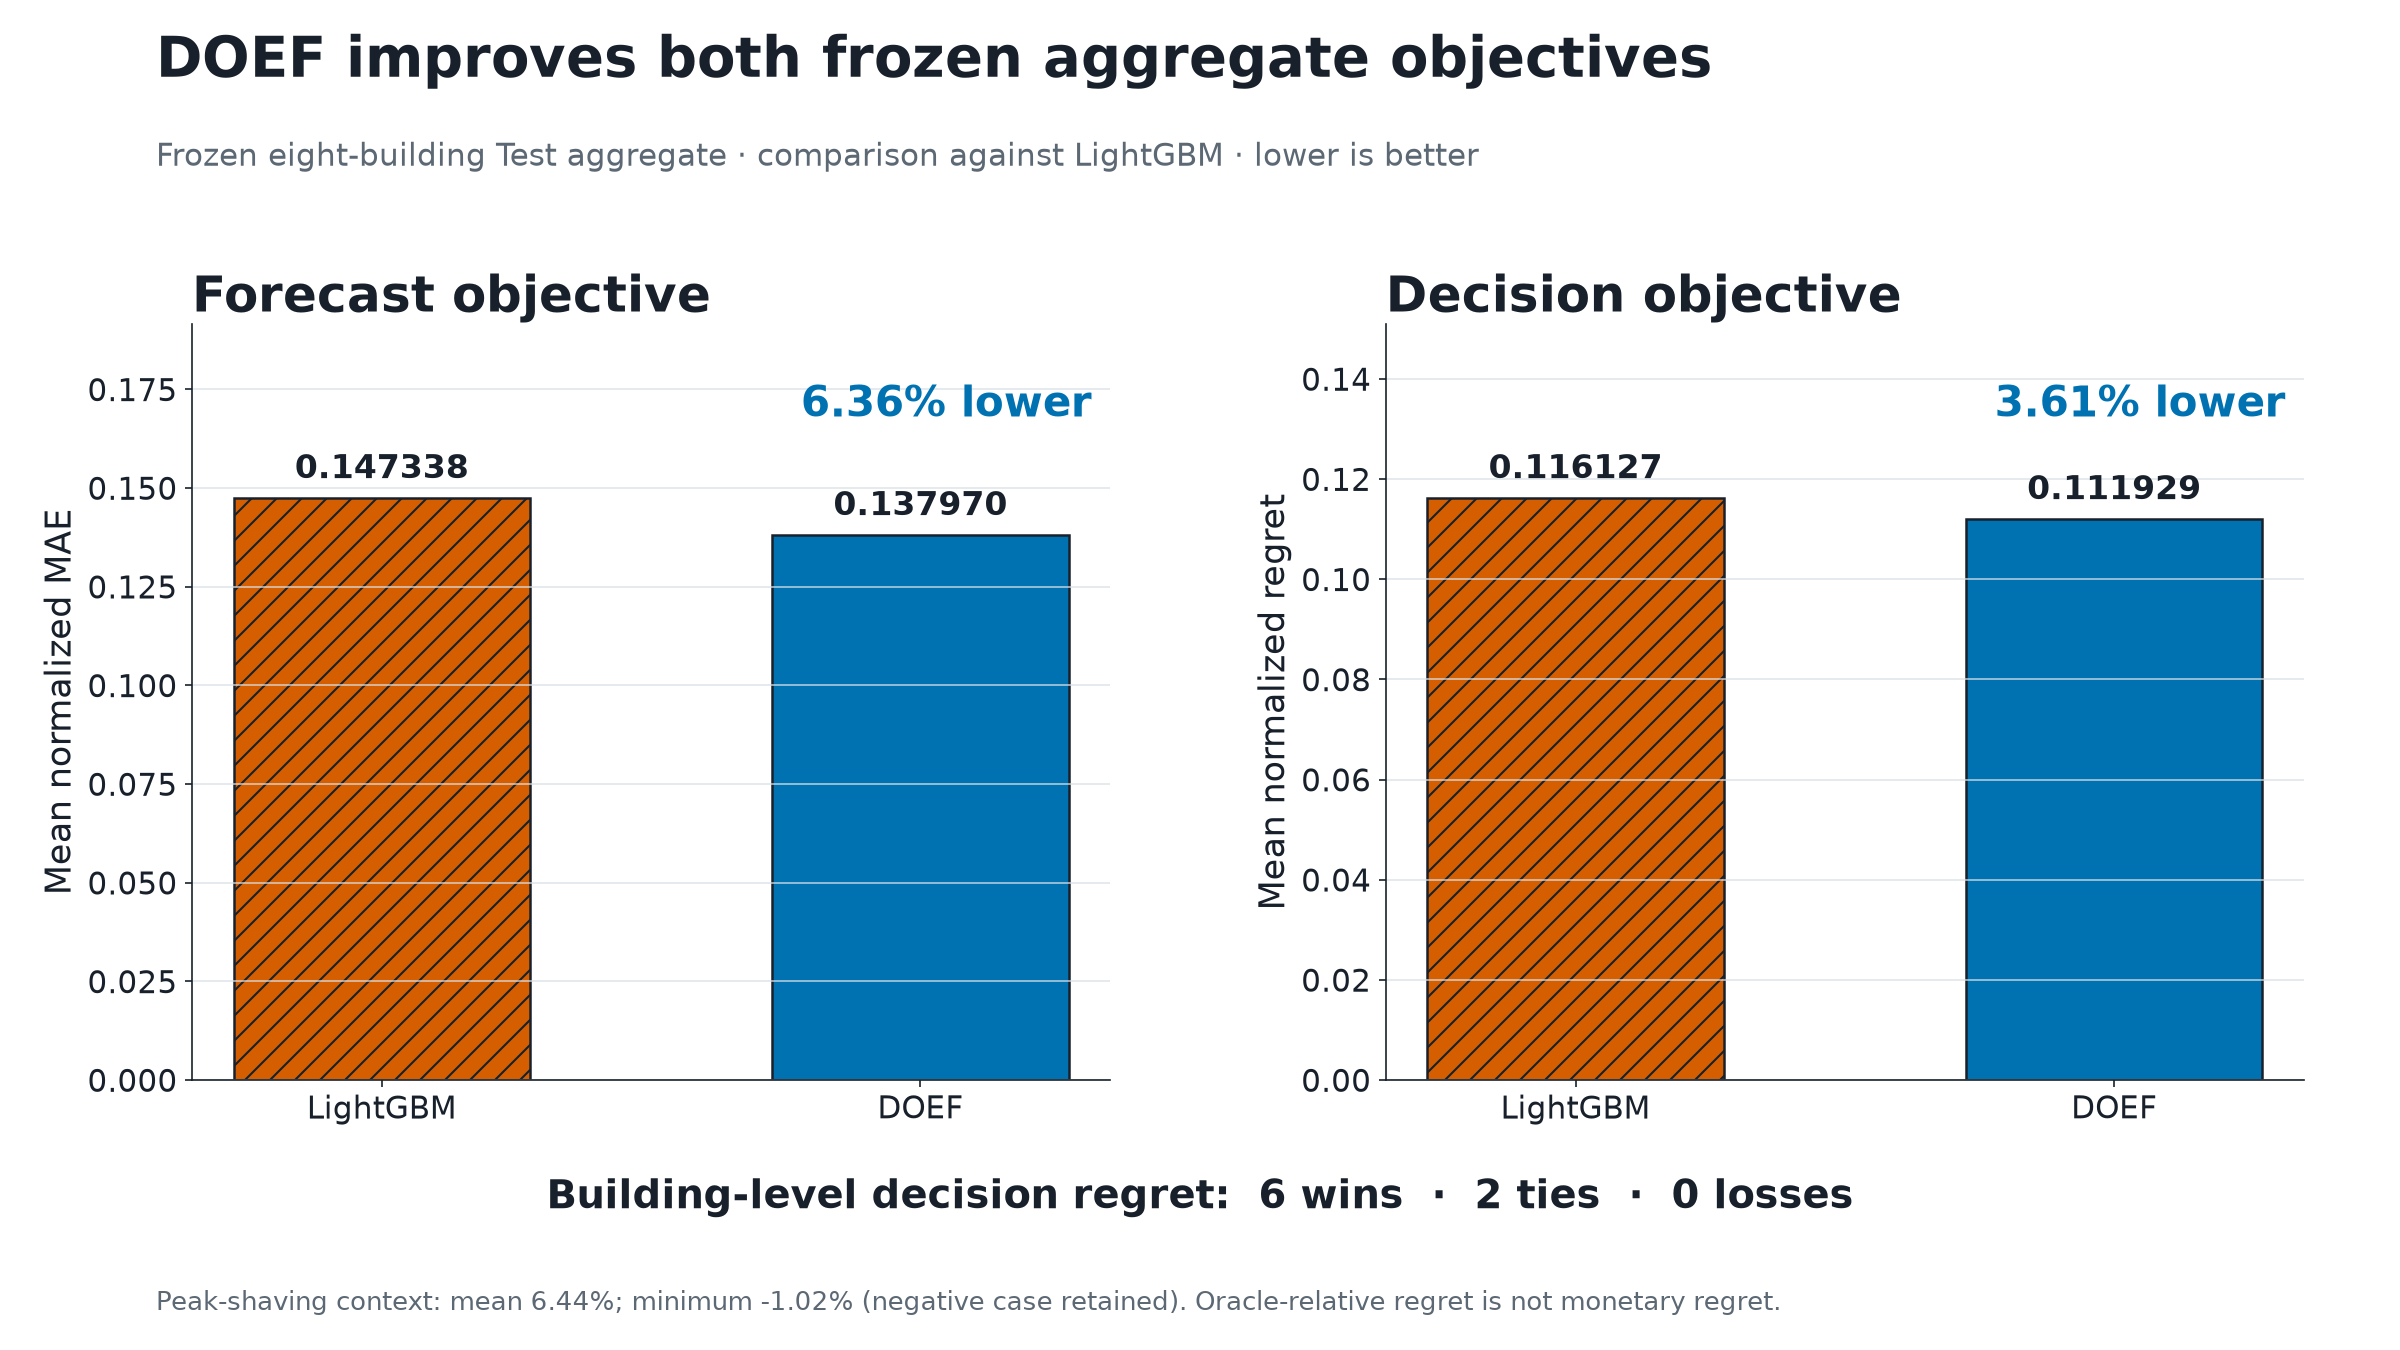 DOEF improves both frozen aggregate objectives
Frozen eight-building Test aggregate · comparison against LightGBM · lower is better
Forecast objective
Mean normalized MAE
0.175
0.150
0.125
0.100
0.075
0.050
0.025
0.000
6.36% lower
0.147338
0.137970
LightGBM
DOEF
Decision objective
Mean normalized regret
0.14
0.12
0.10
0.08
0.06
0.04
0.02
0.00
3.61% lower
0.116127
0.111929
LightGBM
DOEF
Building-level decision regret: 6 wins · 2 ties · 0 losses
Peak-shaving context: mean 6.44%; minimum -1.02% (negative case retained). Oracle-relative regret is not monetary regret.